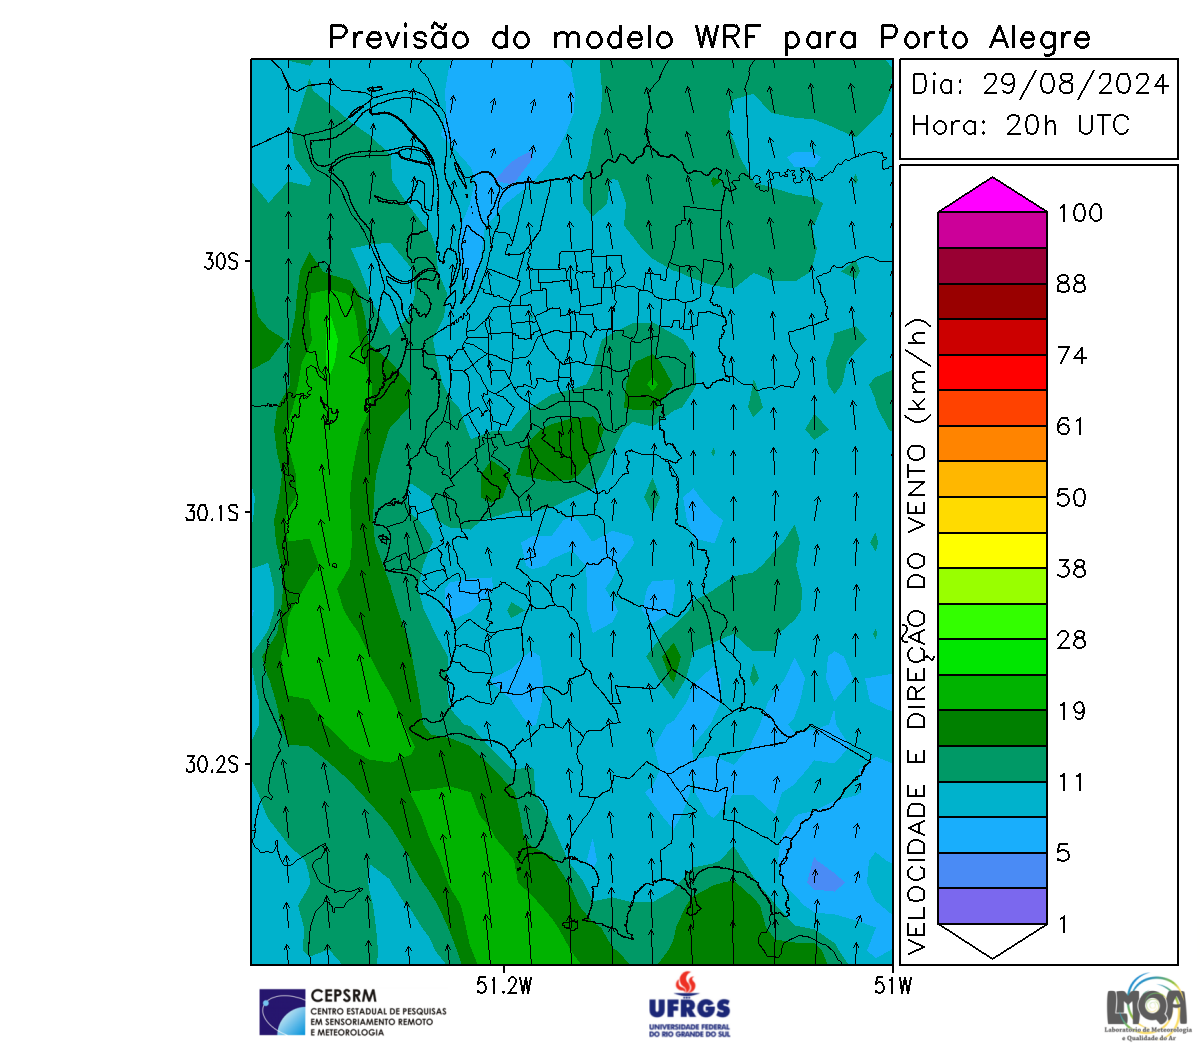 Previsão do modelo WRF para Porto Alegre
Dia: 29/08/2024
Hora: 20h UTC
VELOCIDADE E DIREÇÃO DO VENTO (km/h)
100
88
74
61
50
38
28
19
11
5
1
30S
30.1S
30.2S
51.2W
51W
CEPSRM
CENTRO ESTADUAL DE PESQUISAS
EM SENSORIAMENTO REMOTO
E METEOROLOGIA
UFRGS
UNIVERSIDADE FEDERAL
DO RIO GRANDE DO SUL
LMQA
Laboratório de Meteorologia
e Qualidade do Ar